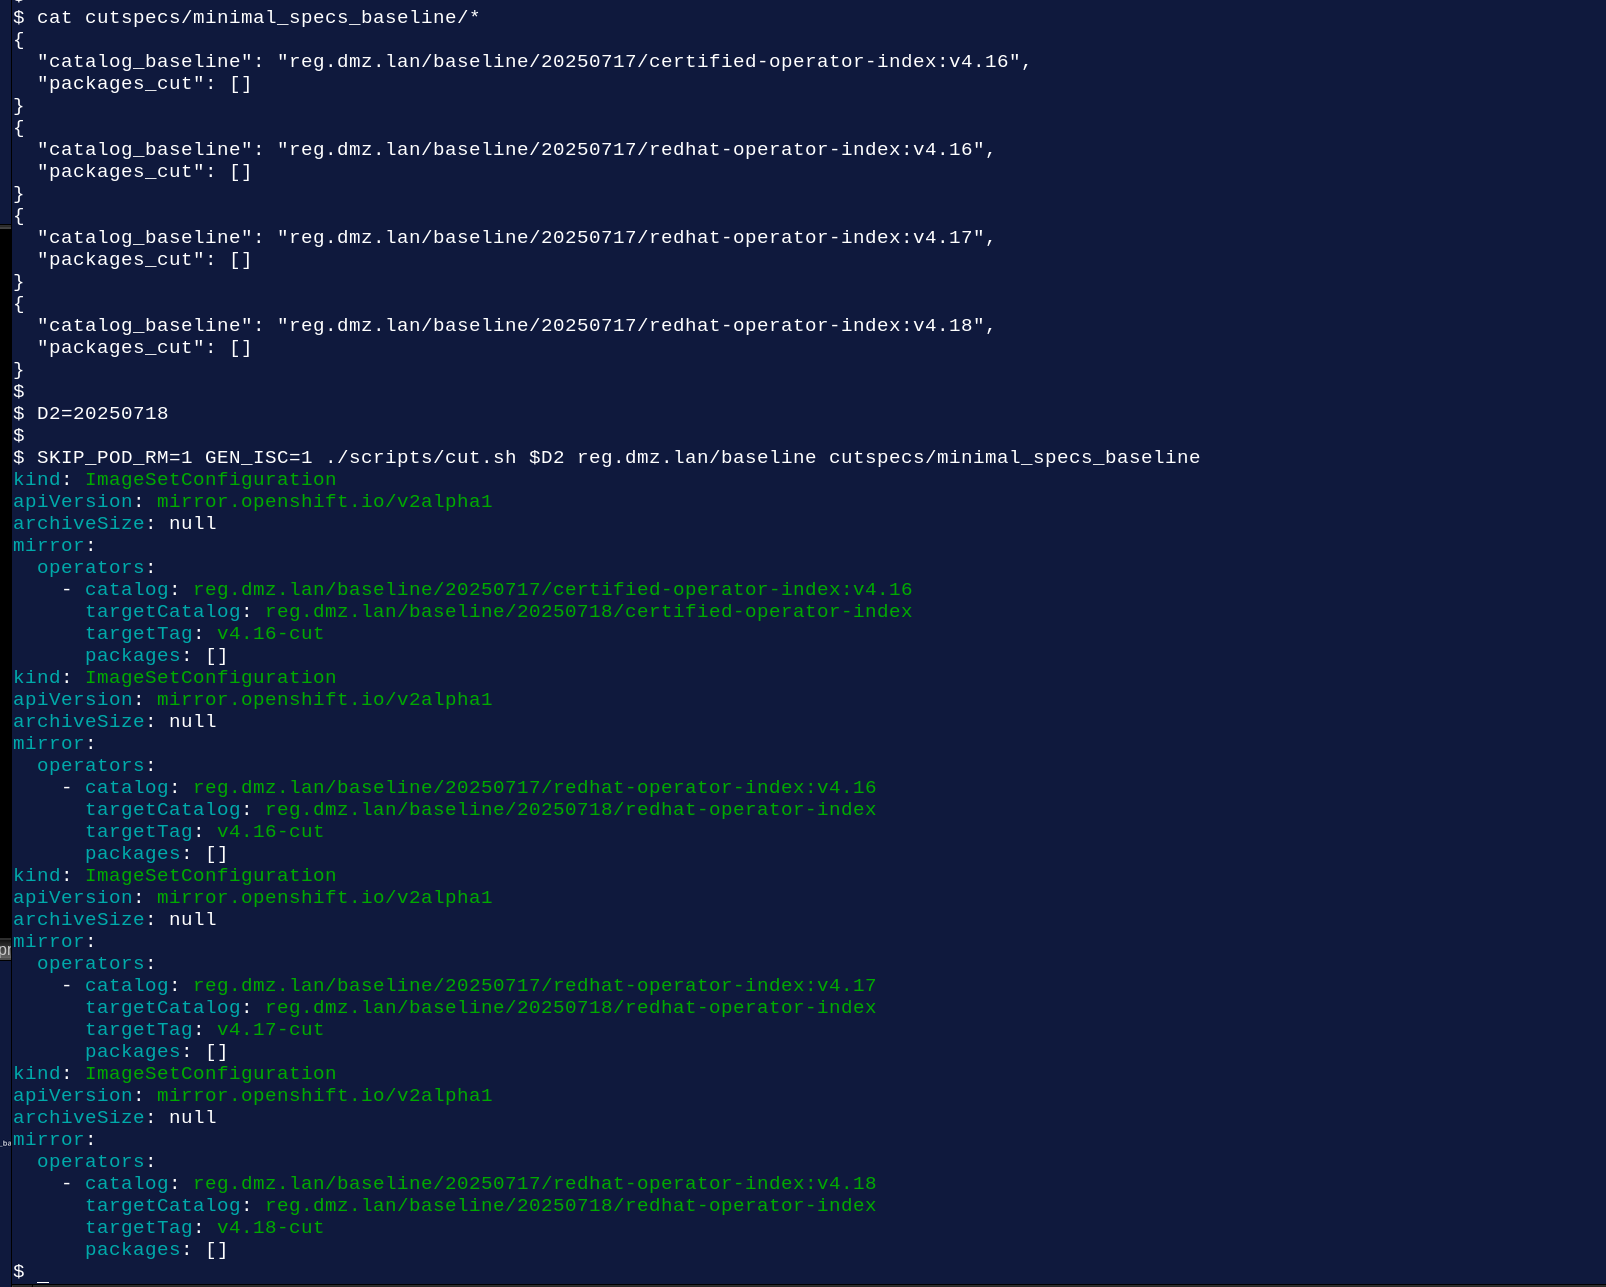 $ cat cutspecs/minimal_specs_baseline/*
{
  "catalog_baseline": "reg.dmz.lan/baseline/20250717/certified-operator-index:v4.16",
  "packages_cut": []
}
{
  "catalog_baseline": "reg.dmz.lan/baseline/20250717/redhat-operator-index:v4.16",
  "packages_cut": []
}
{
  "catalog_baseline": "reg.dmz.lan/baseline/20250717/redhat-operator-index:v4.17",
  "packages_cut": []
}
{
  "catalog_baseline": "reg.dmz.lan/baseline/20250717/redhat-operator-index:v4.18",
  "packages_cut": []
}
$
$ D2=20250718
$
$ SKIP_POD_RM=1 GEN_ISC=1 ./scripts/cut.sh $D2 reg.dmz.lan/baseline cutspecs/minimal_specs_baseline
kind: ImageSetConfiguration
apiVersion: mirror.openshift.io/v2alpha1
archiveSize: null
mirror:
  operators:
    - catalog: reg.dmz.lan/baseline/20250717/certified-operator-index:v4.16
      targetCatalog: reg.dmz.lan/baseline/20250718/certified-operator-index
      targetTag: v4.16-cut
      packages: []
kind: ImageSetConfiguration
apiVersion: mirror.openshift.io/v2alpha1
archiveSize: null
mirror:
  operators:
    - catalog: reg.dmz.lan/baseline/20250717/redhat-operator-index:v4.16
      targetCatalog: reg.dmz.lan/baseline/20250718/redhat-operator-index
      targetTag: v4.16-cut
      packages: []
kind: ImageSetConfiguration
apiVersion: mirror.openshift.io/v2alpha1
archiveSize: null
mirror:
  operators:
    - catalog: reg.dmz.lan/baseline/20250717/redhat-operator-index:v4.17
      targetCatalog: reg.dmz.lan/baseline/20250718/redhat-operator-index
      targetTag: v4.17-cut
      packages: []
kind: ImageSetConfiguration
apiVersion: mirror.openshift.io/v2alpha1
archiveSize: null
mirror:
  operators:
    - catalog: reg.dmz.lan/baseline/20250717/redhat-operator-index:v4.18
      targetCatalog: reg.dmz.lan/baseline/20250718/redhat-operator-index
      targetTag: v4.18-cut
      packages: []
$ _